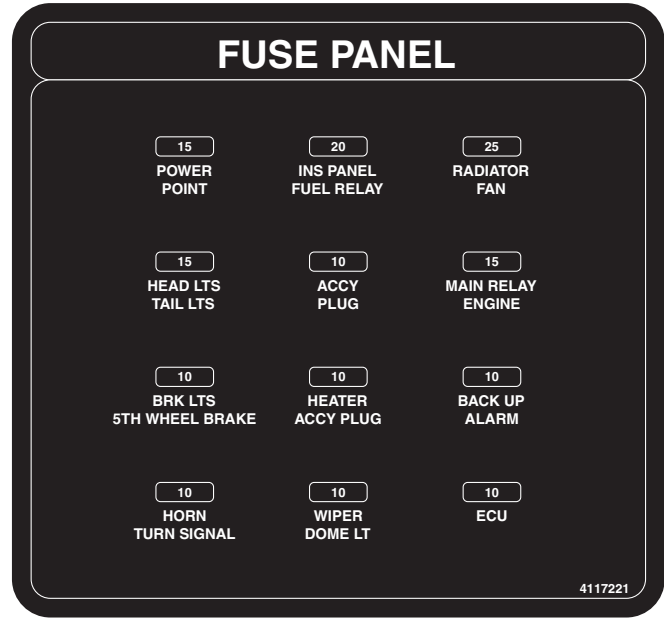 FUSE PANEL
15 20 25
POWER INS PANEL RADIATOR
POINT FUEL RELAY FAN
15 10 15
HEAD LTS ACCY MAIN RELAY
TAIL LTS PLUG ENGINE
10 10 10
BRK LTS HEATER BACK UP
5TH WHEEL BRAKE ACCY PLUG ALARM
10 10 10
HORN WIPER ECU
TURN SIGNAL DOME LT
4117221